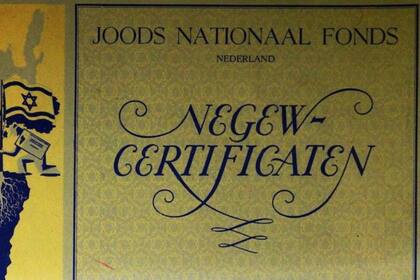 JOODS NATIONAAL FONDS
NEDERLAND
NEGEW-
CERTIFICATEN